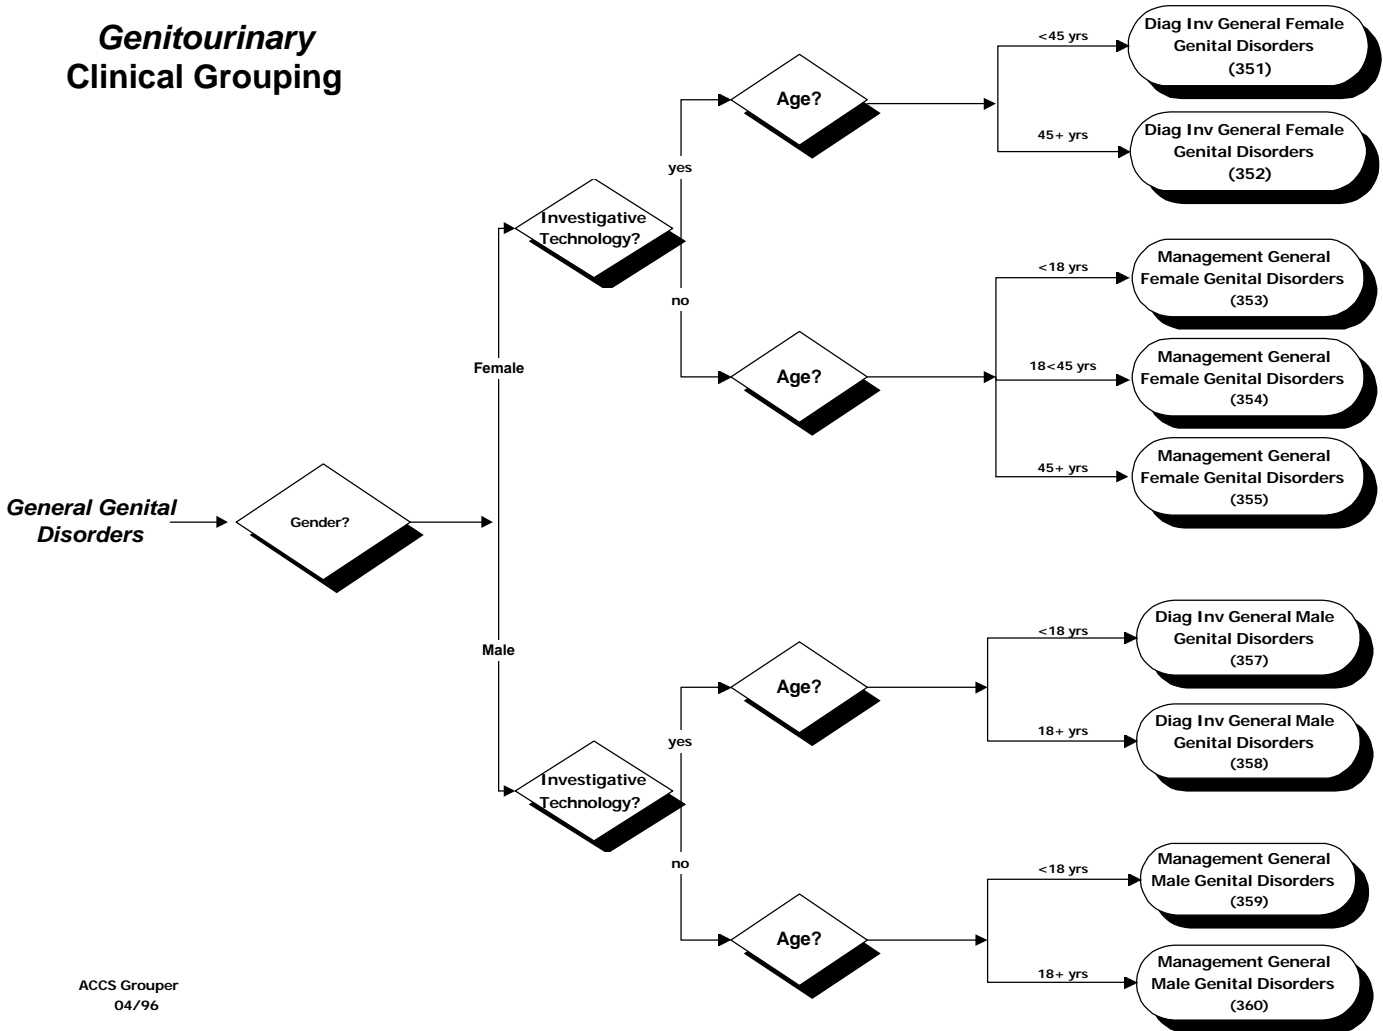 Genitourinary
Clinical Grouping
General Genital
Disorders
Gender?
Female
Male
Investigative
Technology?
yes
no
Age?
<45 yrs
Diag Inv General Female
Genital Disorders
(351)
45+ yrs
Diag Inv General Female
Genital Disorders
(352)
Age?
<18 yrs
Management General
Female Genital Disorders
(353)
18<45 yrs
Management General
Female Genital Disorders
(354)
45+ yrs
Management General
Female Genital Disorders
(355)
Investigative
Technology?
yes
no
Age?
<18 yrs
Diag Inv General Male
Genital Disorders
(357)
18+ yrs
Diag Inv General Male
Genital Disorders
(358)
Age?
<18 yrs
Management General
Male Genital Disorders
(359)
18+ yrs
Management General
Male Genital Disorders
(360)
ACCS Grouper
04/96